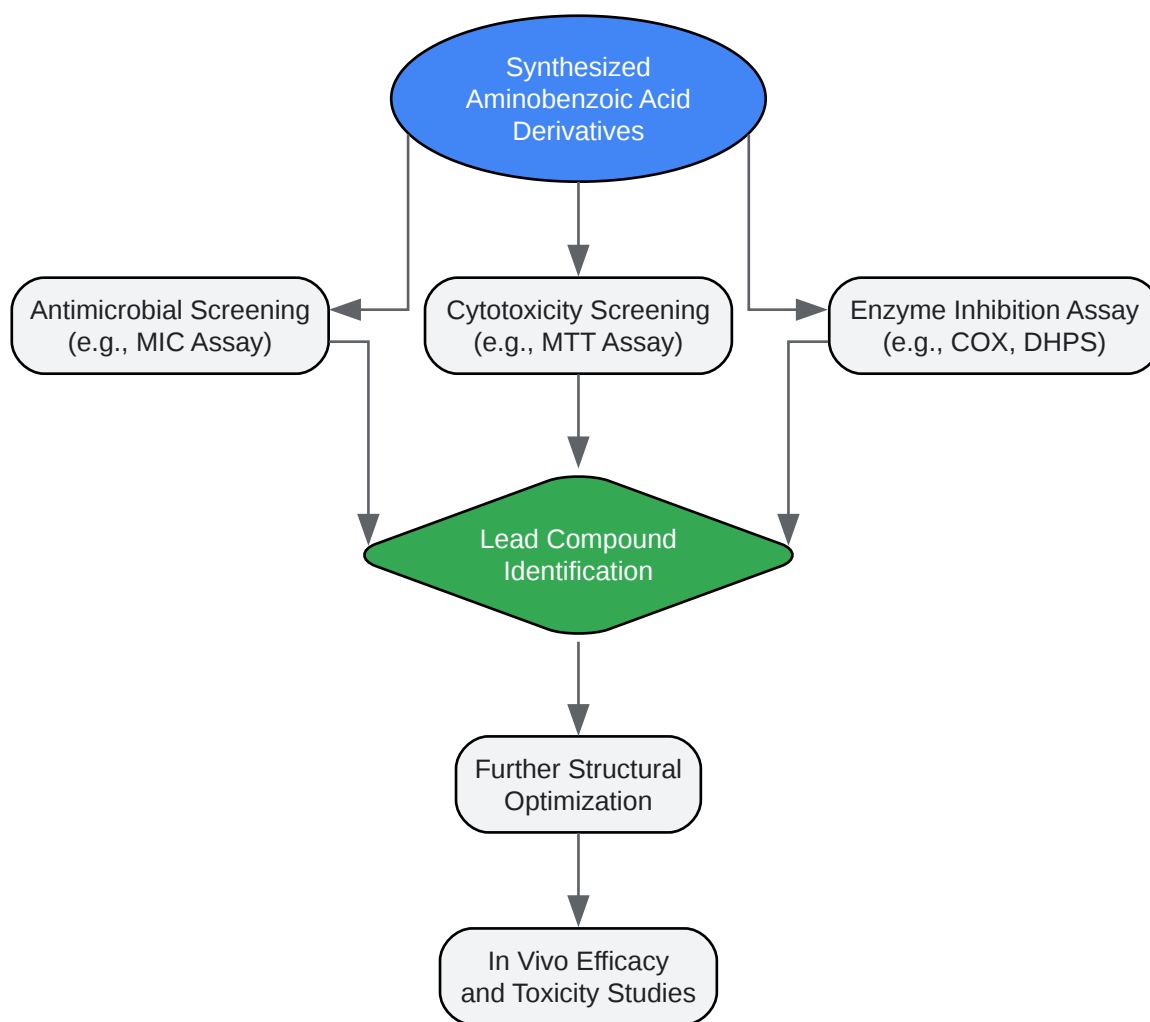 Synthesized
Aminobenzoic Acid
Derivatives
Antimicrobial Screening
(e.g., MIC Assay)
Cytotoxicity Screening
(e.g., MTT Assay)
Enzyme Inhibition Assay
(e.g., COX, DHPS)
Lead Compound
Identification
Further Structural
Optimization
In Vivo Efficacy
and Toxicity Studies